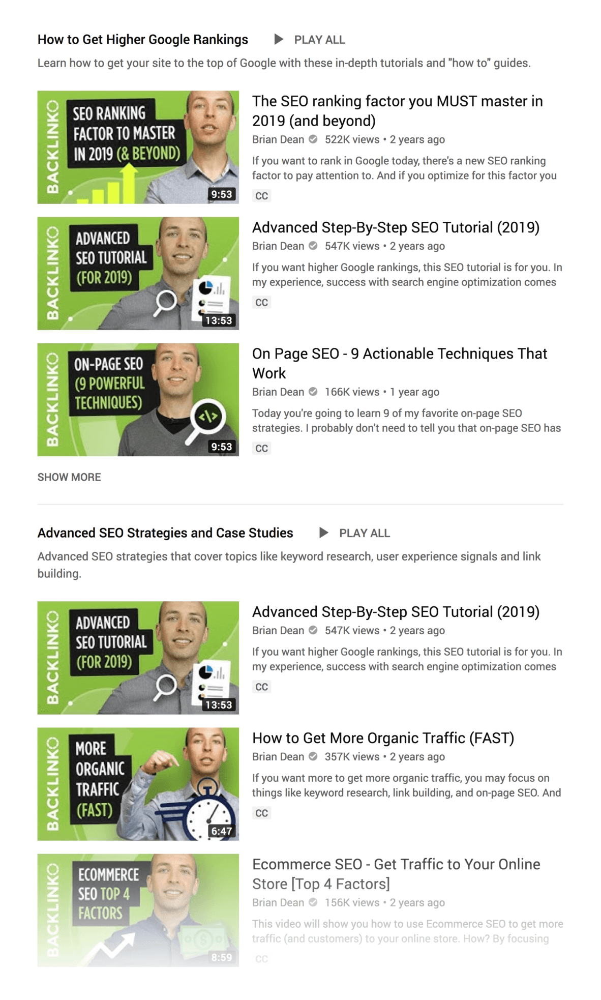 How to Get Higher Google Rankings PLAY ALL
Learn how to get your site to the top of Google with these in-depth tutorials and "how to" guides.
BACKLINKO
SEO RANKING
FACTOR TO MASTER
IN 2019 (& BEYOND)
9:53
The SEO ranking factor you MUST master in
2019 (and beyond)
Brian Dean 522K views • 2 years ago
If you want to rank in Google today, there's a new SEO ranking
factor to pay attention to. And if you optimize for this factor you
CC
BACKLINKO
ADVANCED
SEO TUTORIAL
(FOR 2019)
13:53
Advanced Step-By-Step SEO Tutorial (2019)
Brian Dean 547K views • 2 years ago
If you want higher Google rankings, this SEO tutorial is for you. In
my experience, success with search engine optimization comes
CC
BACKLINKO
ON-PAGE SEO
(9 POWERFUL
TECHNIQUES)
</>
9:53
On Page SEO - 9 Actionable Techniques That
Work
Brian Dean 166K views • 1 year ago
Today you're going to learn 9 of my favorite on-page SEO
strategies. I probably don't need to tell you that on-page SEO has
CC
SHOW MORE
Advanced SEO Strategies and Case Studies PLAY ALL
Advanced SEO strategies that cover topics like keyword research, user experience signals and link
building.
BACKLINKO
ADVANCED
SEO TUTORIAL
(FOR 2019)
13:53
Advanced Step-By-Step SEO Tutorial (2019)
Brian Dean 547K views • 2 years ago
If you want higher Google rankings, this SEO tutorial is for you. In
my experience, success with search engine optimization comes
CC
BACKLINKO
MORE
ORGANIC
TRAFFIC
(FAST)
6:47
How to Get More Organic Traffic (FAST)
Brian Dean 357K views • 2 years ago
If you want more to get more organic traffic, you may focus on
things like keyword research, link building, and on-page SEO. And
CC
BACKLINKO
ECOMMERCE
SEO TOP 4
FACTORS
$
8:59
Ecommerce SEO - Get Traffic to Your Online
Store [Top 4 Factors]
Brian Dean 156K views • 2 years ago
This video will show you how to use Ecommerce SEO to get more
traffic (and customers) to your online store. How? By focusing
CC